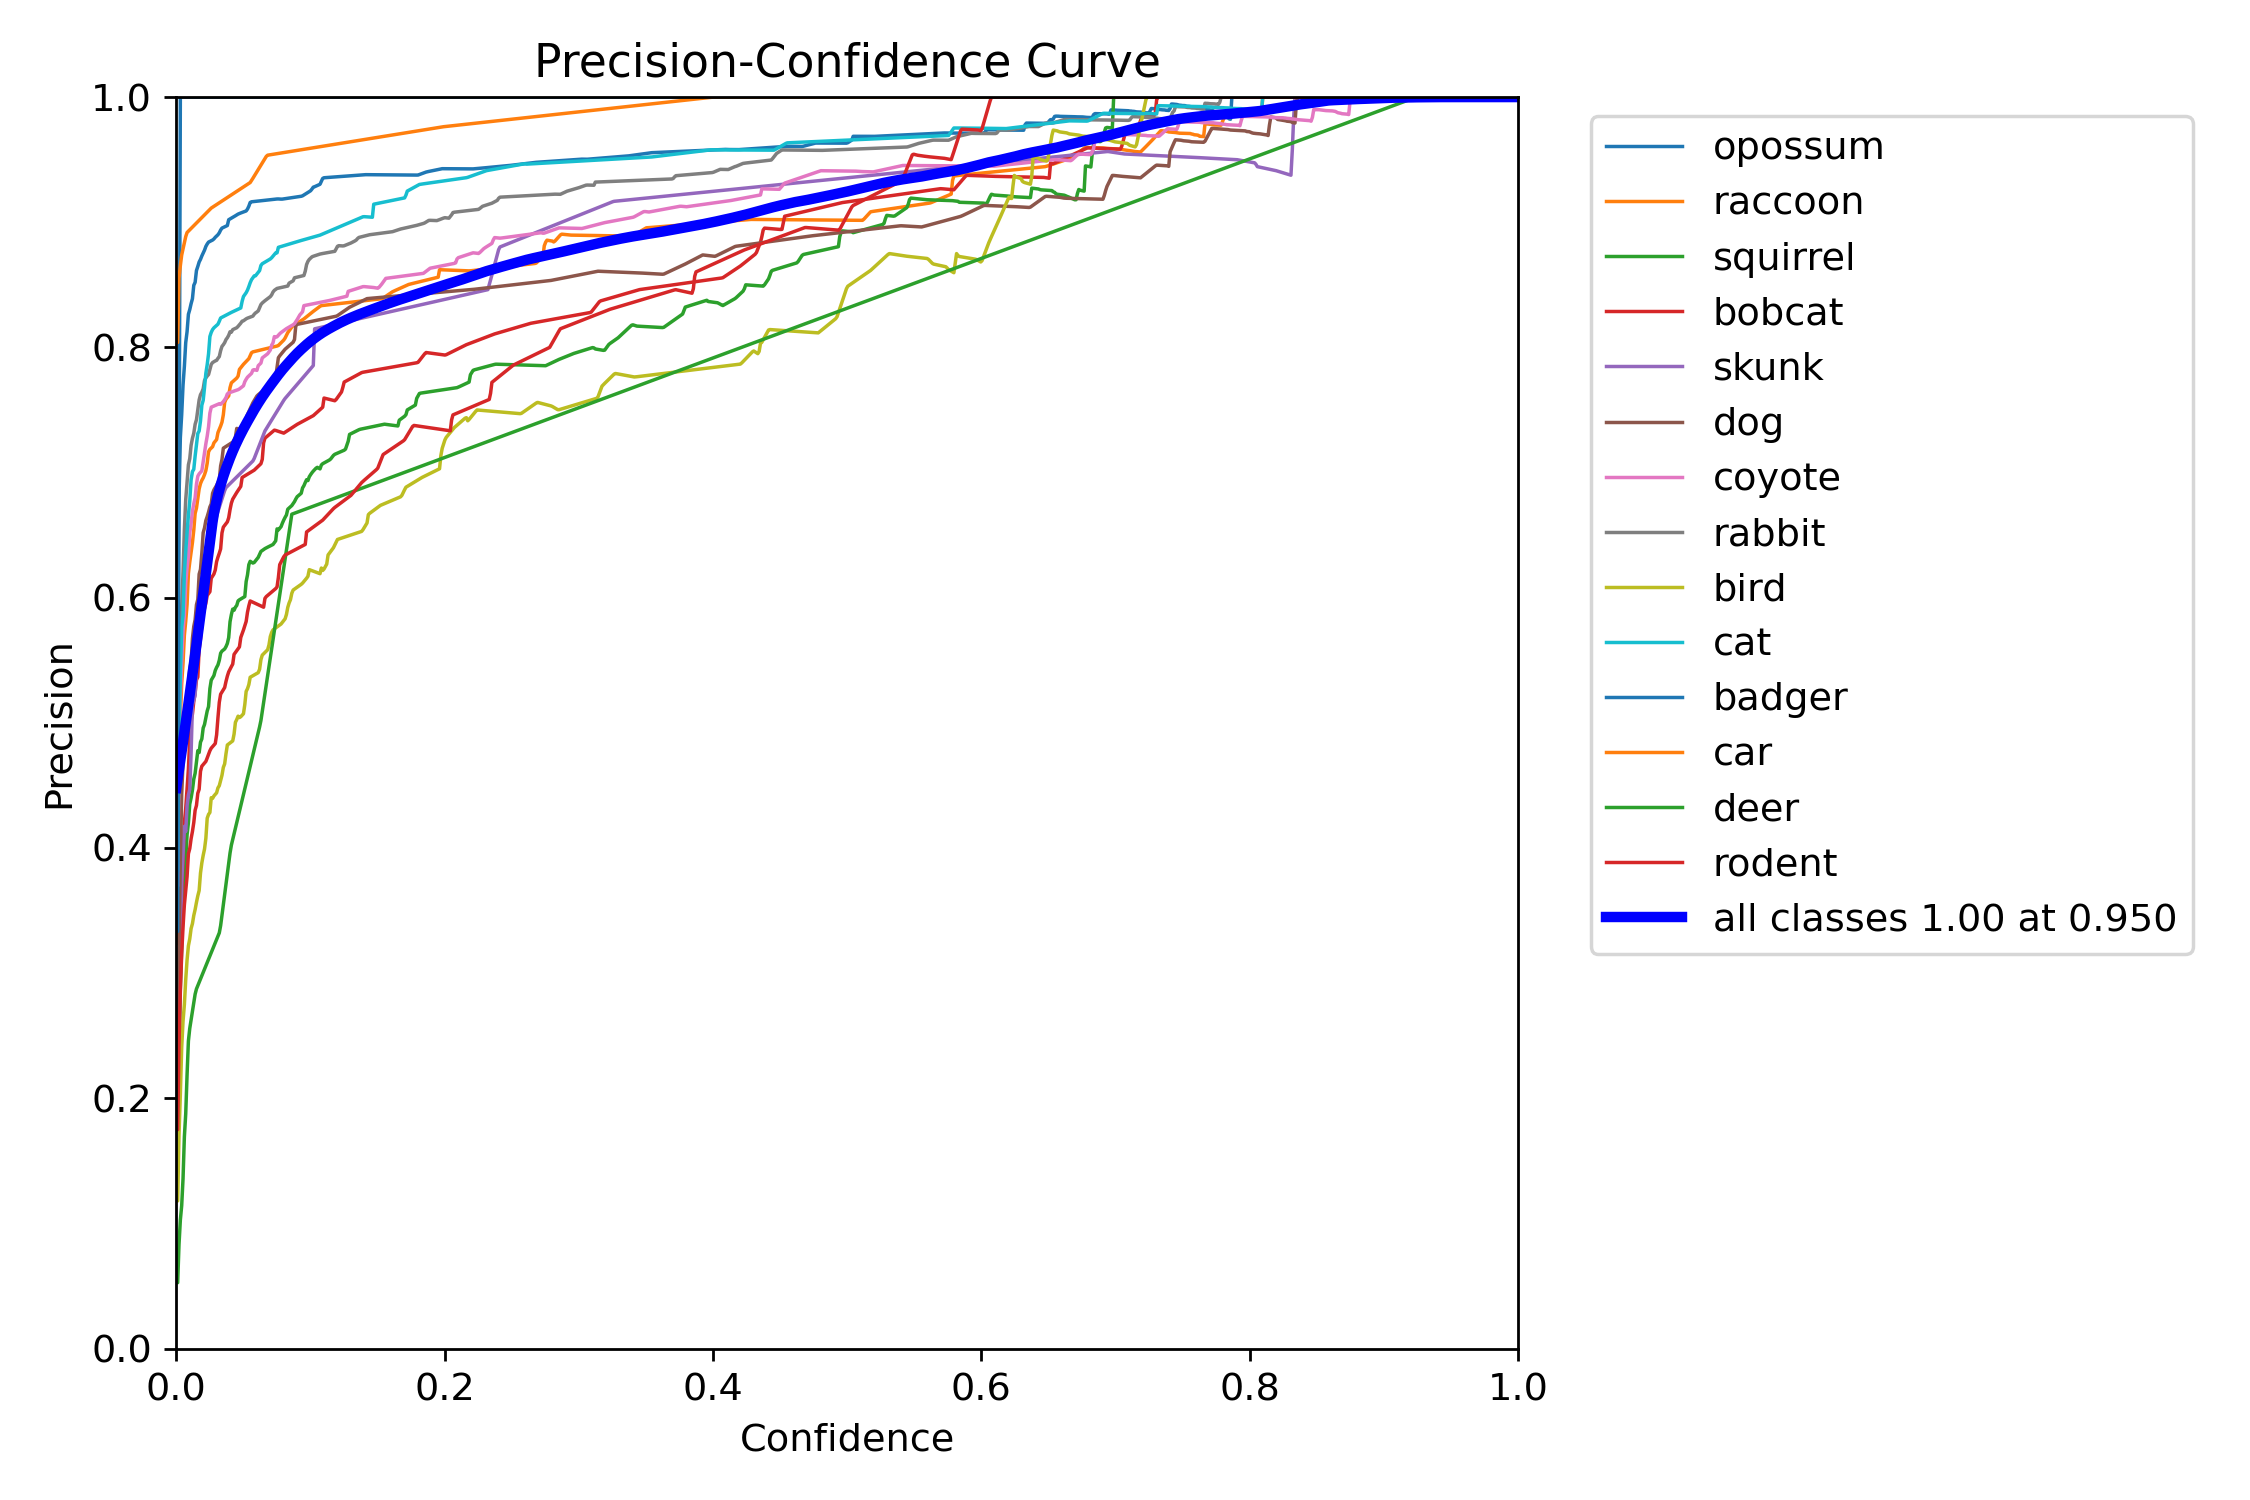 Precision-Confidence Curve
1.0
0.8
0.6
0.4
0.2
0.0
Precision
0.0 0.2 0.4 0.6 0.8 1.0
Confidence
opossum
raccoon
squirrel
bobcat
skunk
dog
coyote
rabbit
bird
cat
badger
car
deer
rodent
all classes 1.00 at 0.950